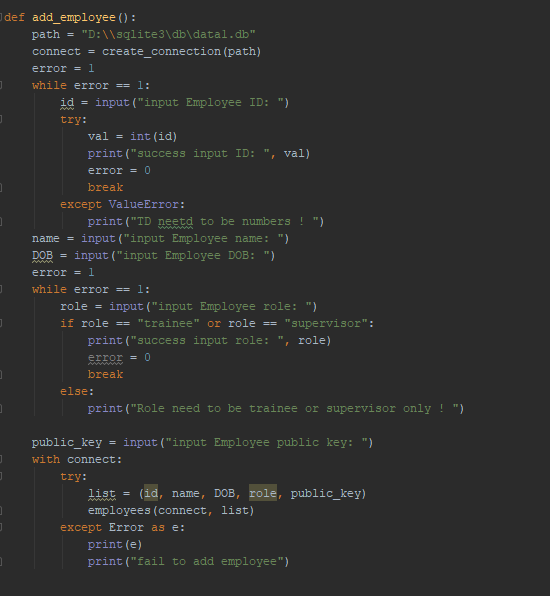 def add_employee():
    path = "D:\\sqlite3\db\data1.db"
    connect = create_connection(path)
    error = 1
    while error == 1:
        id = input("input Employee ID: ")
        try:
            val = int(id)
            print("success input ID: ", val)
            error = 0
            break
        except ValueError:
            print("TD neetd to be numbers ! ")
    name = input("input Employee name: ")
    DOB = input("input Employee DOB: ")
    error = 1
    while error == 1:
        role = input("input Employee role: ")
        if role == "trainee" or role == "supervisor":
            print("success input role: ", role)
            error = 0
            break
        else:
            print("Role need to be trainee or supervisor only ! ")
    public_key = input("input Employee public key: ")
    with connect:
        try:
            list = (id, name, DOB, role, public_key)
            employees(connect, list)
        except Error as e:
            print(e)
            print("fail to add employee")